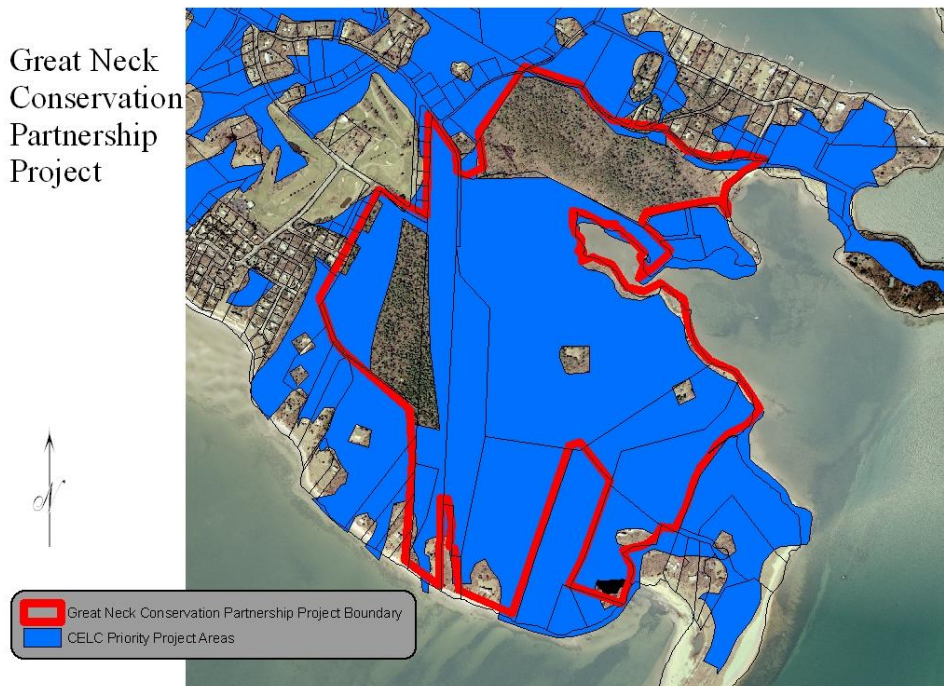 Great Neck
Conservation
Partnership
Project
N
Great Neck Conservation Partnership Project Boundary
CELC Priority Project Areas